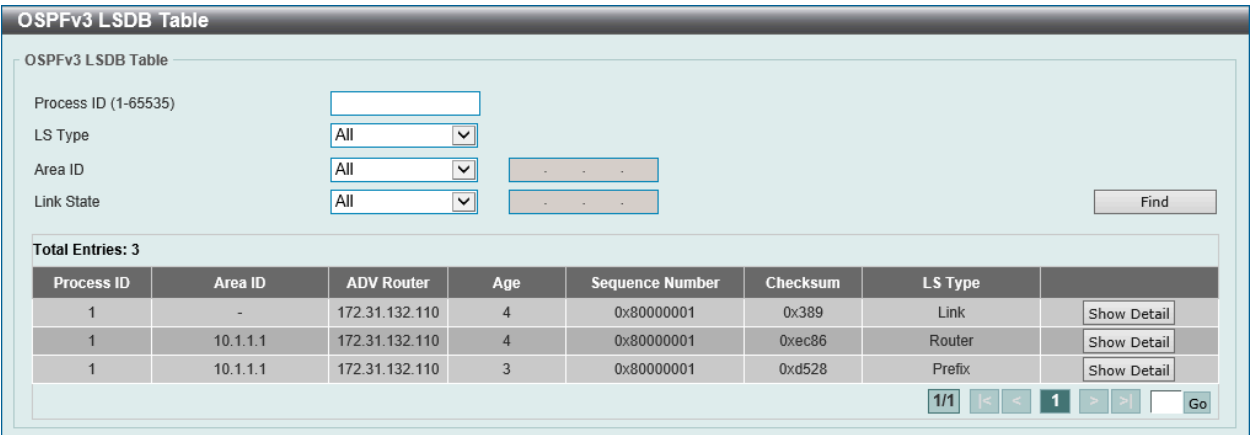 OSPFv3 LSDB Table
OSPFv3 LSDB Table
Process ID (1-65535)
LS Type All
Area ID All . . .
Link State All . . . Find
Total Entries: 3
Process ID Area ID ADV Router Age Sequence Number Checksum LS Type
1 - 172.31.132.110 4 0x80000001 0x389 Link Show Detail
1 10.1.1.1 172.31.132.110 4 0x80000001 0xec86 Router Show Detail
1 10.1.1.1 172.31.132.110 3 0x80000001 0xd528 Prefix Show Detail
1/1 |< < 1 > >| Go